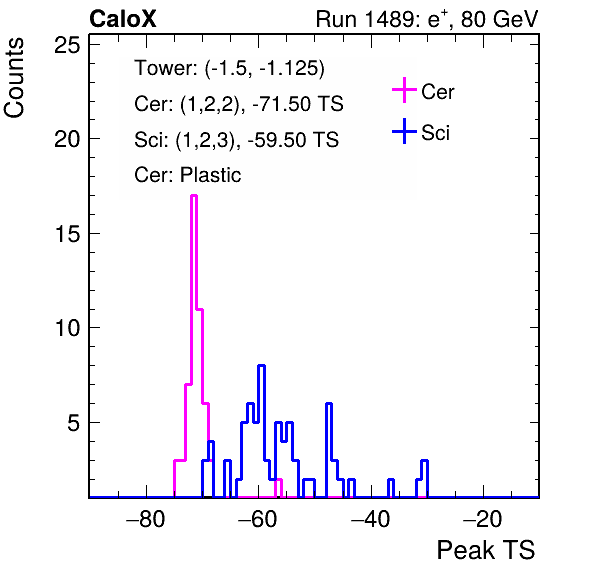 CaloX Run 1489: e⁺, 80 GeV
Counts
25
20
15
10
5
Tower: (-1.5, -1.125)
Cer: (1,2,2), -71.50 TS
Sci: (1,2,3), -59.50 TS
Cer: Plastic
Cer
Sci
−80 −60 −40 −20
Peak TS